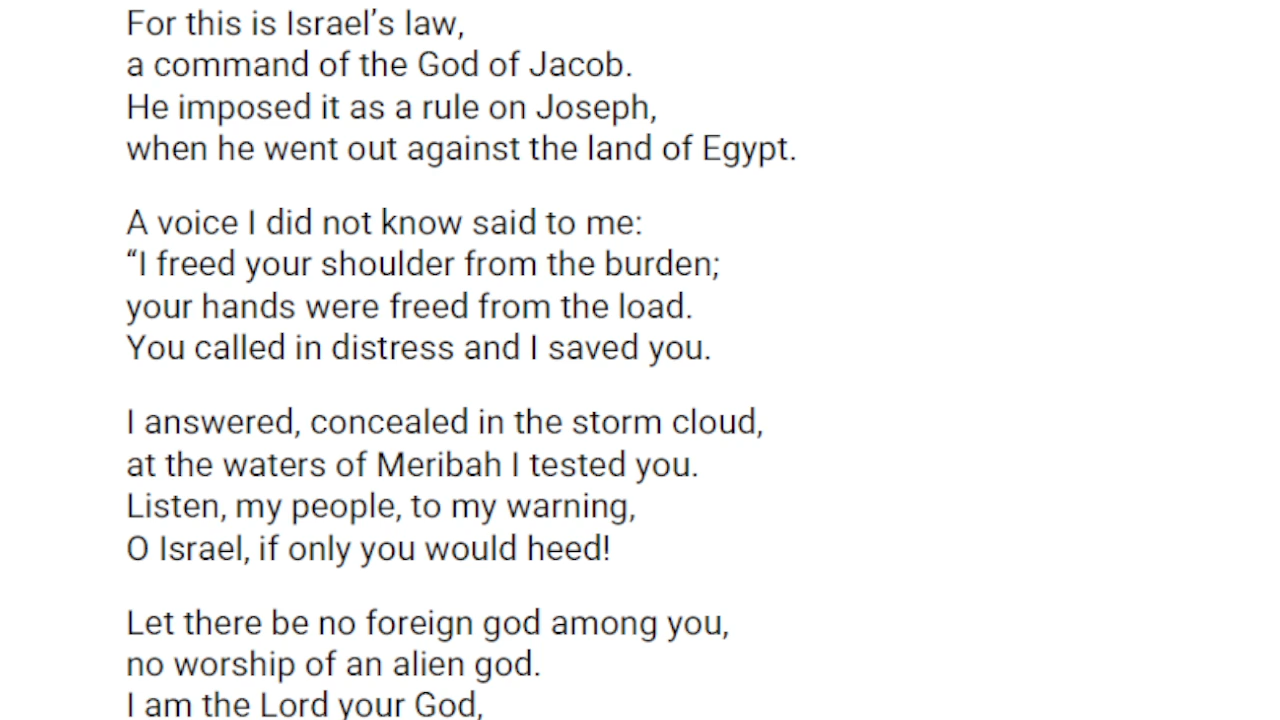 For this is Israel’s law,
a command of the God of Jacob.
He imposed it as a rule on Joseph,
when he went out against the land of Egypt.
A voice I did not know said to me:
“I freed your shoulder from the burden;
your hands were freed from the load.
You called in distress and I saved you.
I answered, concealed in the storm cloud,
at the waters of Meribah I tested you.
Listen, my people, to my warning,
O Israel, if only you would heed!
Let there be no foreign god among you,
no worship of an alien god.
I am the Lord your God,